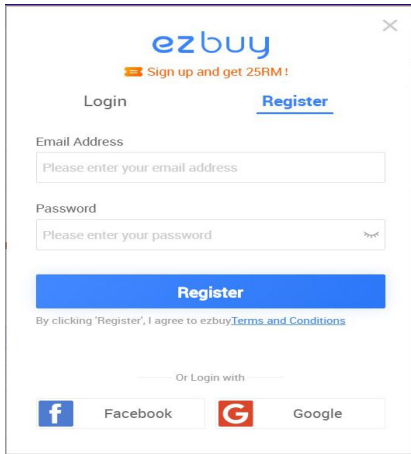 ezbuy
Sign up and get 25RM!
Login Register
Email Address
Please enter your email address
Password
Please enter your password
Register
By clicking 'Register', I agree to ezbuyTerms and Conditions
Or Login with
f Facebook G Google